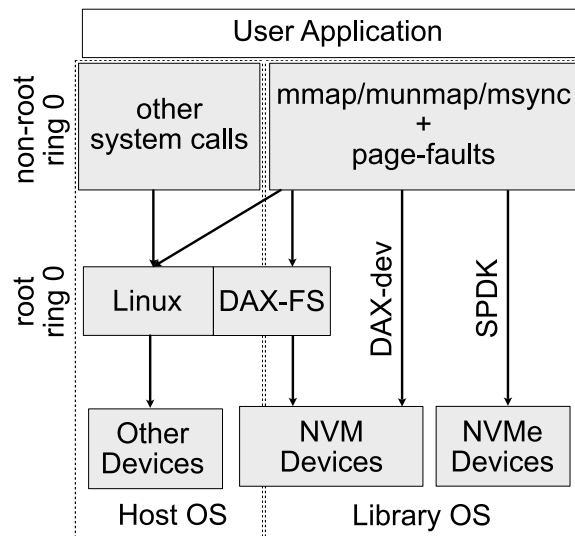 User Application
non-root
ring 0
other
system calls
mmap/munmap/msync
+
page-faults
root
ring 0
Linux
DAX-FS
DAX-dev
SPDK
Other
Devices
NVM
Devices
NVMe
Devices
Host OS
Library OS